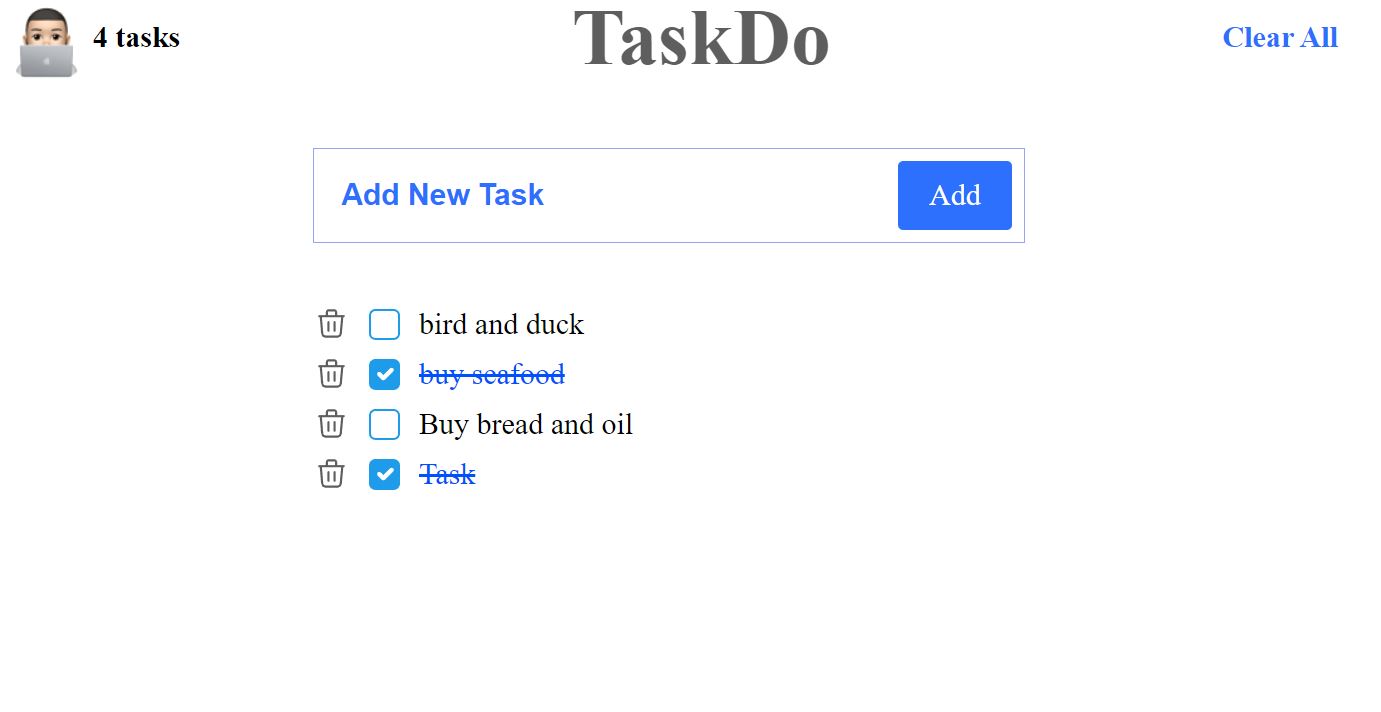 4 tasks
TaskDo
Clear All
Add New Task
Add
bird and duck
buy seafood
Buy bread and oil
Task